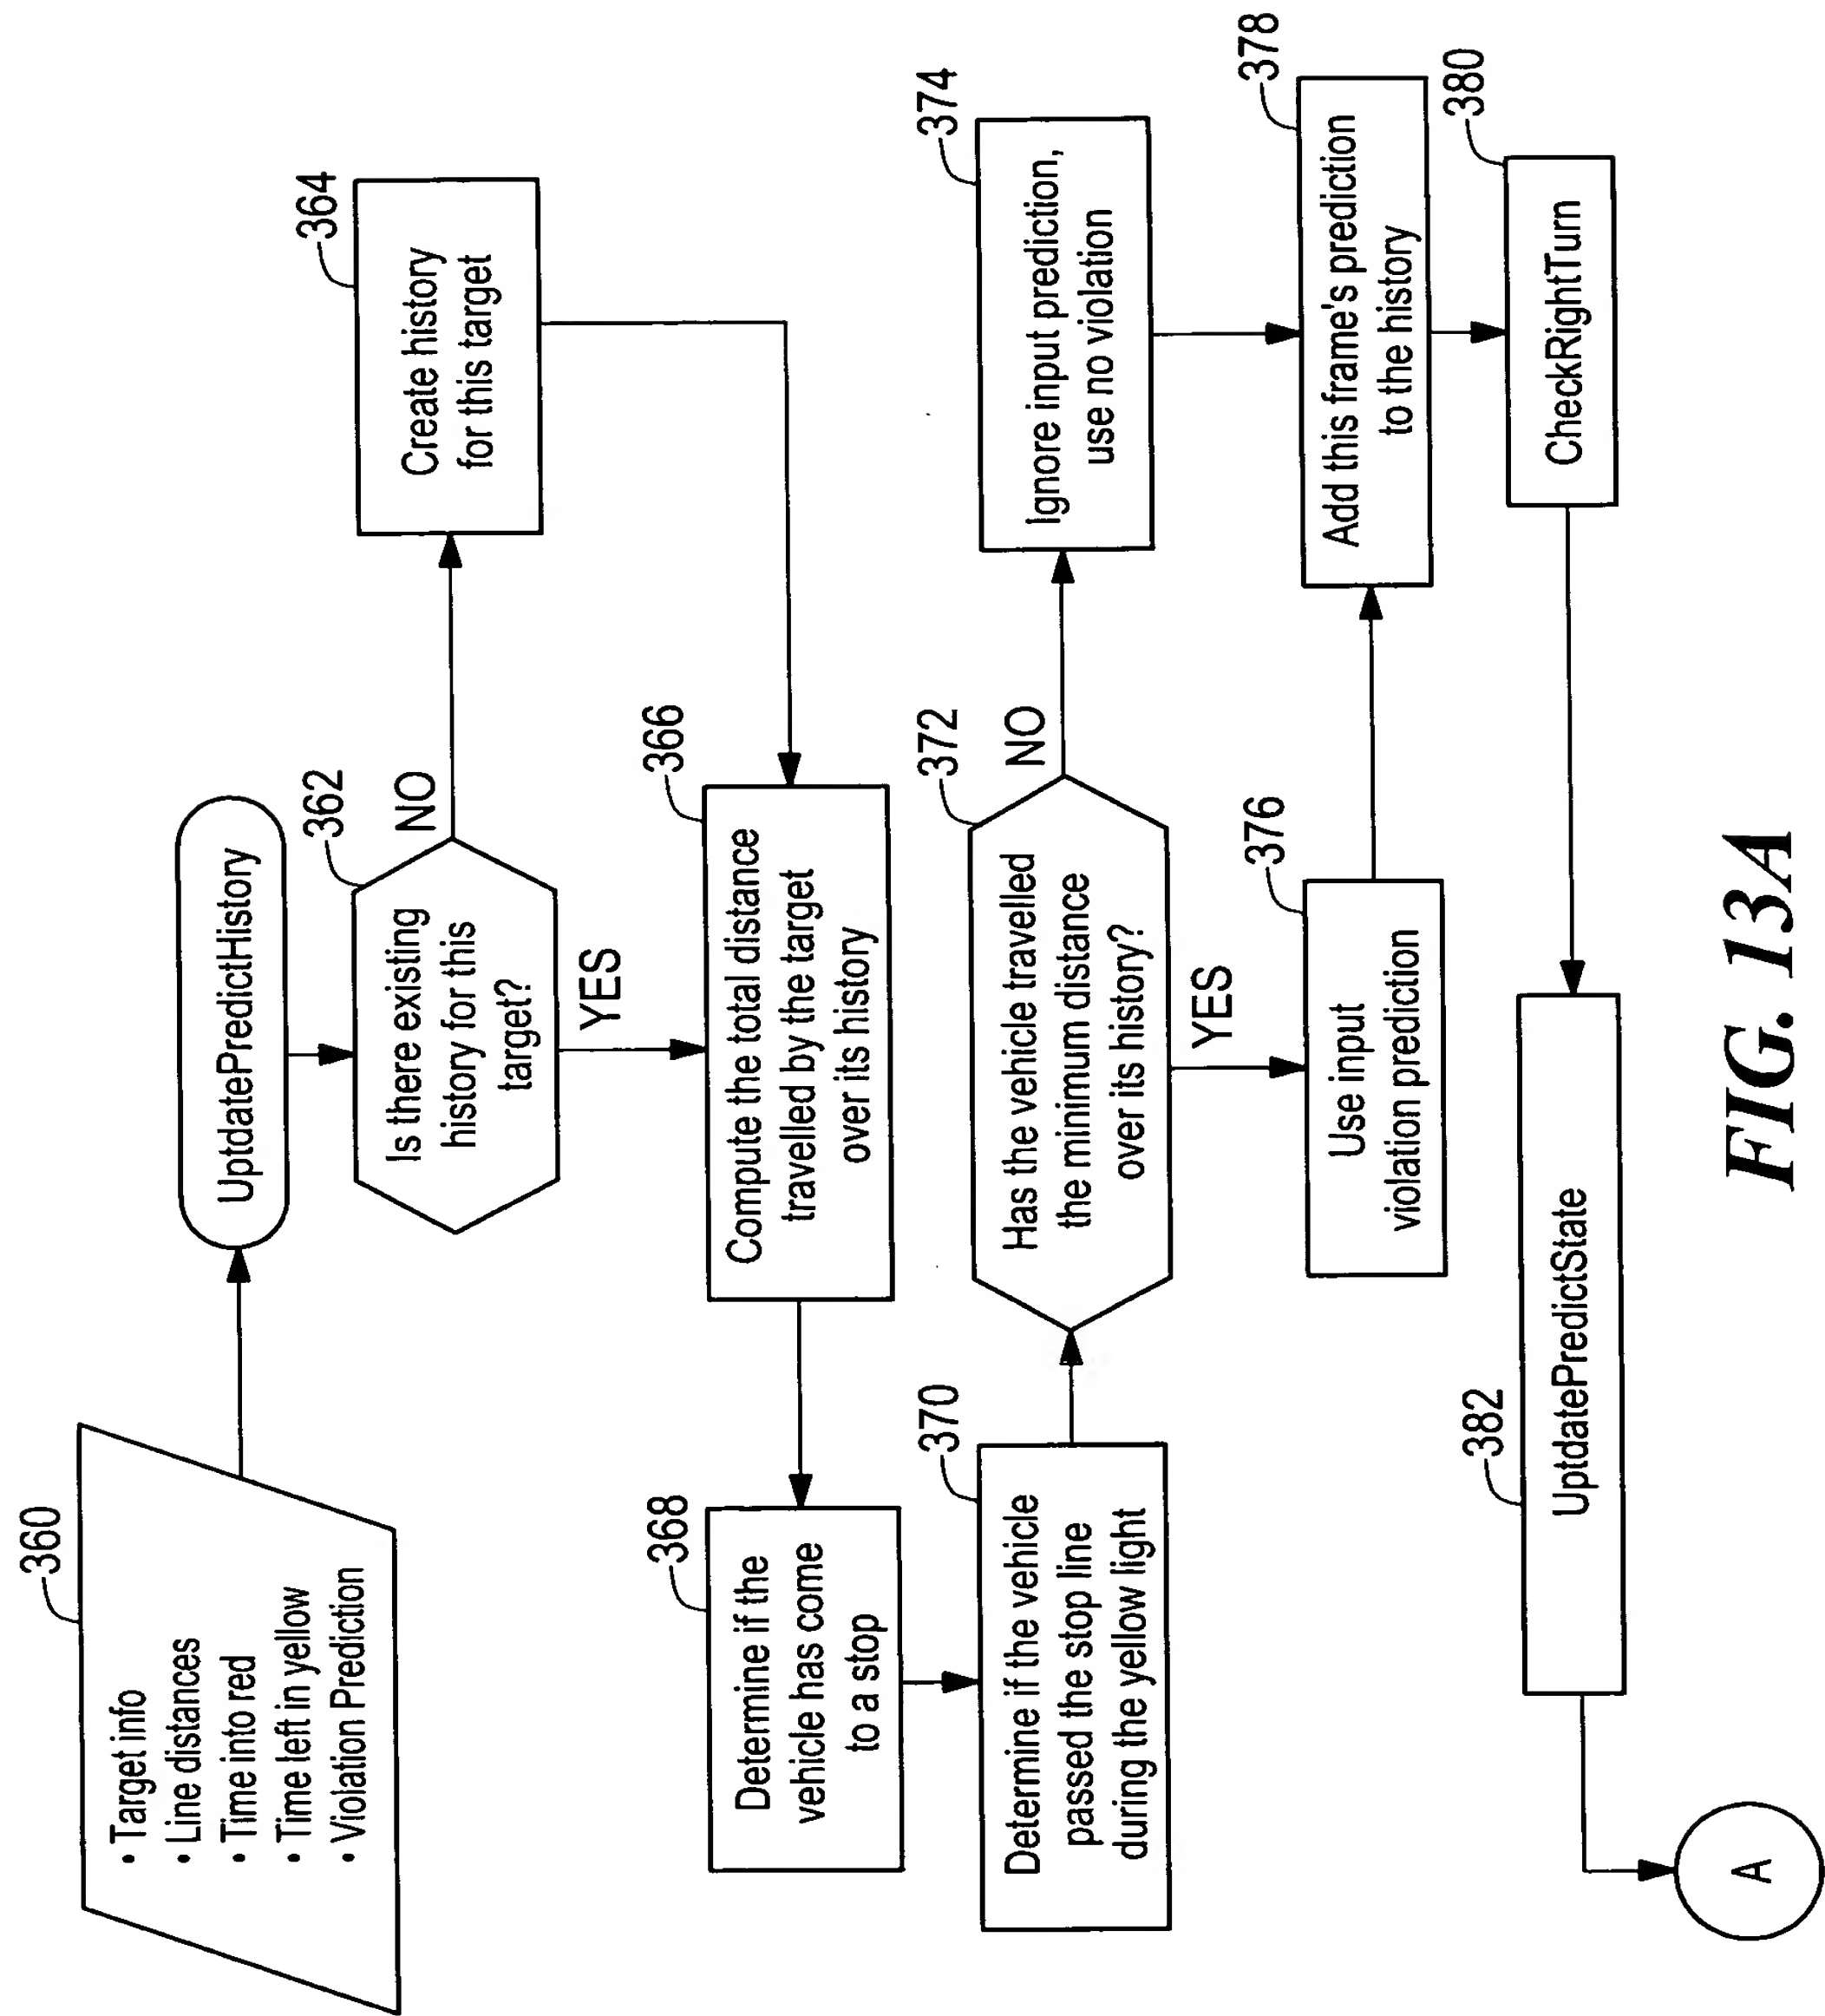 360
• Target info
• Line distances
• Time into red
• Time left in yellow
• Violation Prediction
UptdatePredictHistory
362
Is there existing
history for this
target?
NO
YES
364
Create history
for this target
366
Compute the total distance
travelled by the target
over its history
368
Determine if the
vehicle has come
to a stop
370
Determine if the vehicle
passed the stop line
during the yellow light
372
Has the vehicle travelled
the minimum distance
over its history?
NO
YES
374
Ignore input prediction,
use no violation
376
Use input
violation prediction
378
Add this frame's prediction
to the history
380
CheckRightTurn
382
UptdatePredictState
A
FIG. 13A